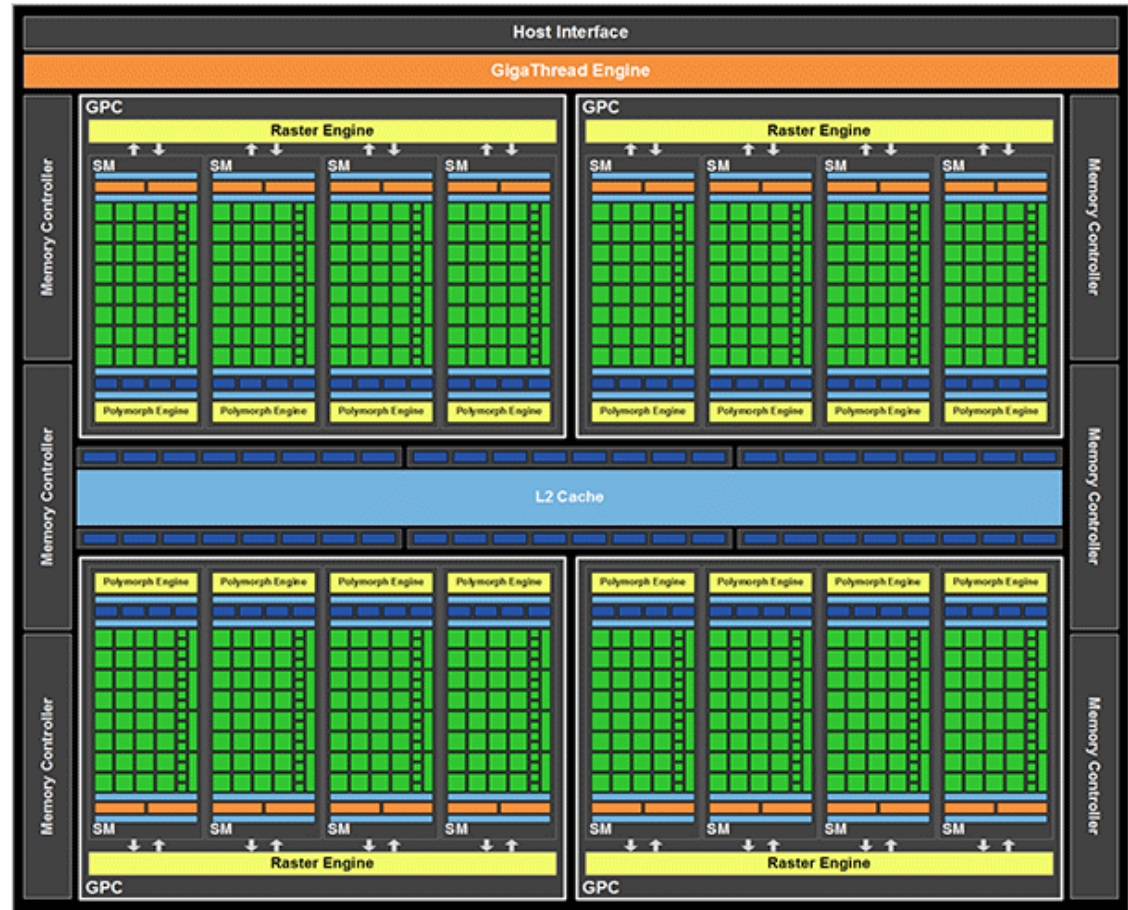 Host Interface
GigaThread Engine
GPC
GPC
Raster Engine
Raster Engine
SM
SM
SM
SM
SM
SM
SM
SM
Memory Controller
Memory Controller
Polymorph Engine
Polymorph Engine
Polymorph Engine
Polymorph Engine
Polymorph Engine
Polymorph Engine
Polymorph Engine
Polymorph Engine
Memory Controller
L2 Cache
Memory Controller
Polymorph Engine
Polymorph Engine
Polymorph Engine
Polymorph Engine
Polymorph Engine
Polymorph Engine
Polymorph Engine
Polymorph Engine
Memory Controller
Memory Controller
SM
SM
SM
SM
SM
SM
SM
SM
Raster Engine
Raster Engine
GPC
GPC